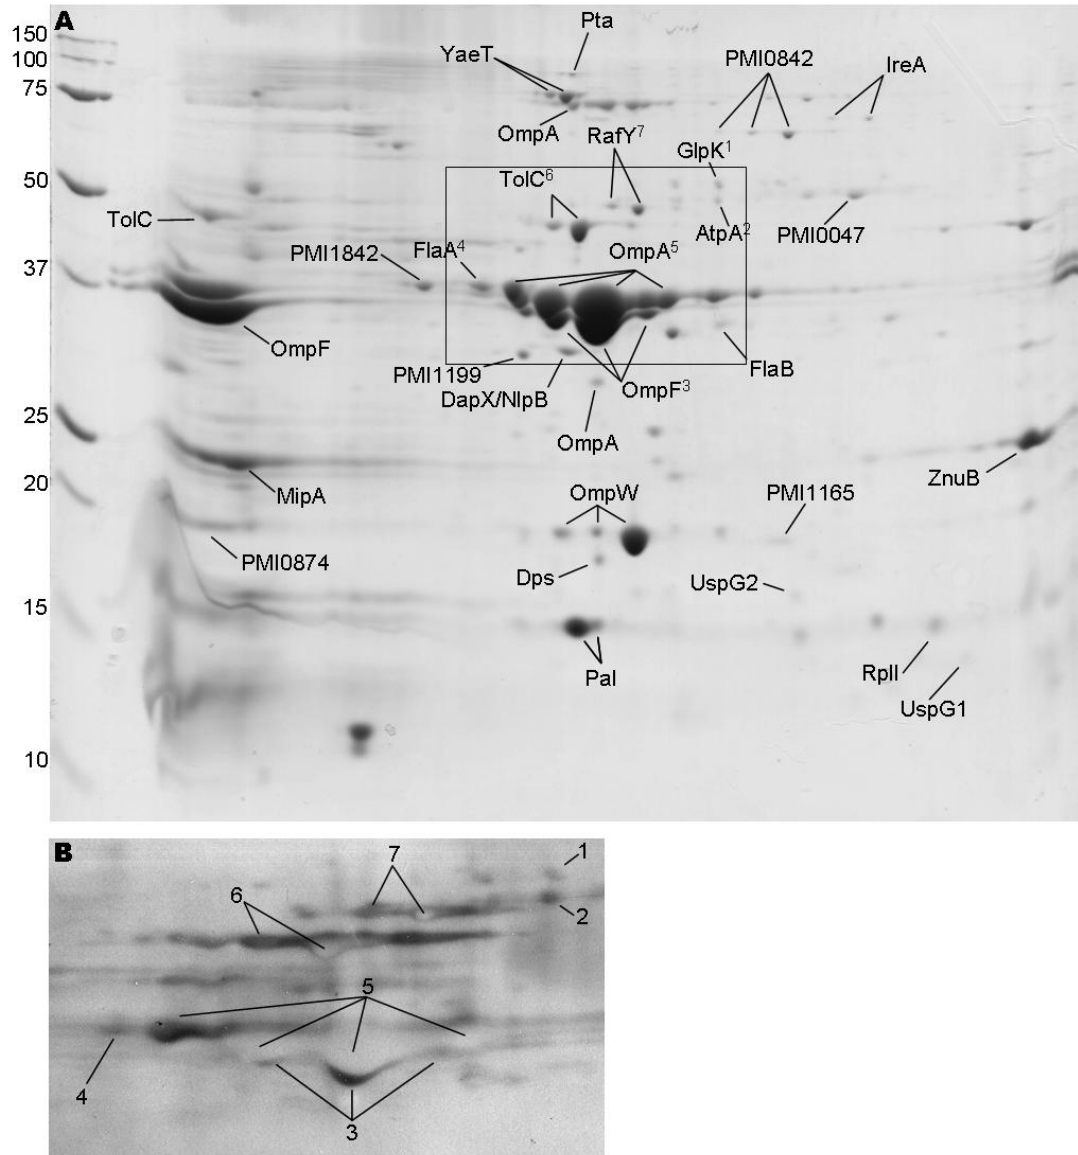 A
150
100
75
50
37
25
20
15
10
Pta
YaeT
PMI0842
IreA
OmpA
RafY7
GlpK1
TolC6
TolC
AtpA2
PMI0047
PMI1842
FlaA4
OmpA5
OmpF
PMI1199
DapX/NlpB
OmpF3
FlaB
OmpA
MipA
ZnuB
OmpW
PMI1165
PMI0874
Dps
UspG2
Pal
RplI
UspG1
B
7
1
6
2
5
4
3